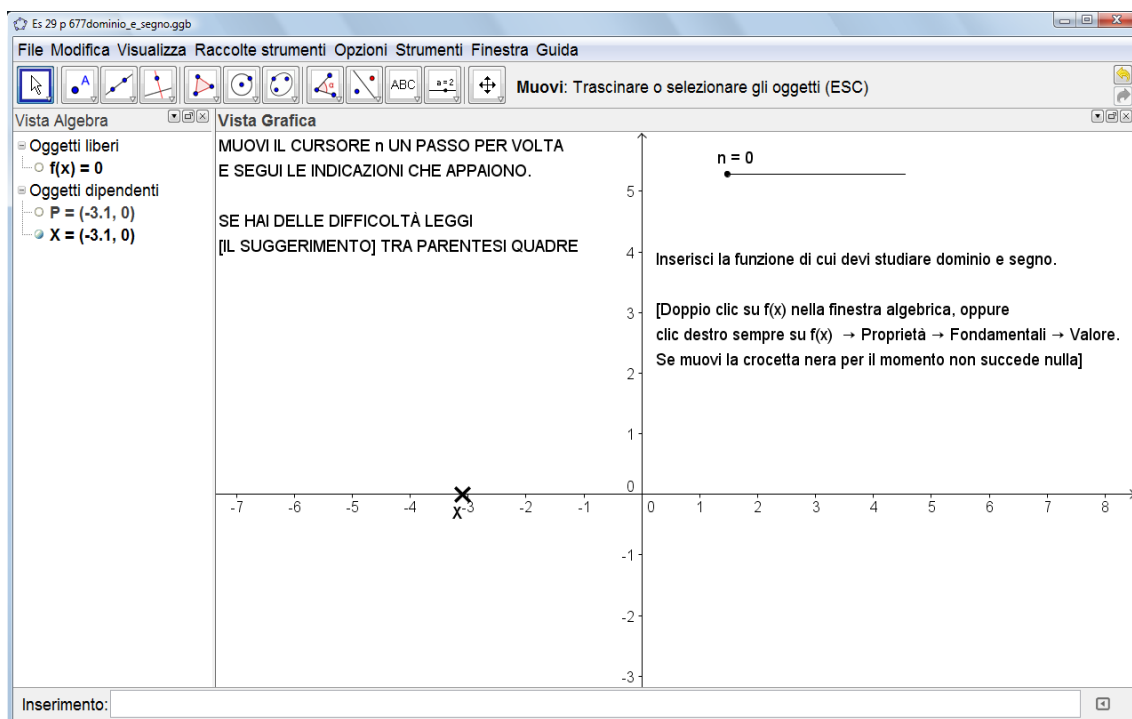 Es 29 p 677dominio_e_segno.ggb
File Modifica Visualizza Raccolte strumenti Opzioni Strumenti Finestra Guida
A
α
ABC
a=2
Muovi: Trascinare o selezionare gli oggetti (ESC)
Vista Algebra
Vista Grafica
Oggetti liberi
f(x) = 0
Oggetti dipendenti
P = (-3.1, 0)
X = (-3.1, 0)
MUOVI IL CURSORE n UN PASSO PER VOLTA
E SEGUI LE INDICAZIONI CHE APPAIONO.
SE HAI DELLE DIFFICOLTÀ LEGGI
[IL SUGGERIMENTO] TRA PARENTESI QUADRE
n = 0
Inserisci la funzione di cui devi studiare dominio e segno.
[Doppio clic su f(x) nella finestra algebrica, oppure
clic destro sempre su f(x) → Proprietà → Fondamentali → Valore.
Se muovi la crocetta nera per il momento non succede nulla]
5
4
3
2
1
0
-1
-2
-3
-7 -6 -5 -4 -3 -2 -1 0 1 2 3 4 5 6 7 8
X
Inserimento: